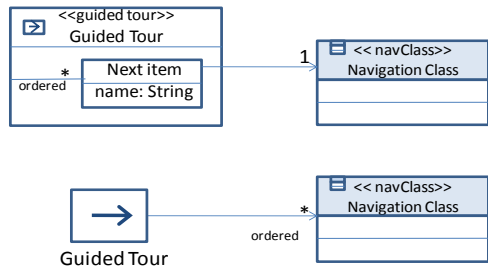 <<guided tour>>
Guided Tour
*
ordered
Next item
name: String
1
<< navClass>>
Navigation Class
Guided Tour
*
ordered
<< navClass>>
Navigation Class